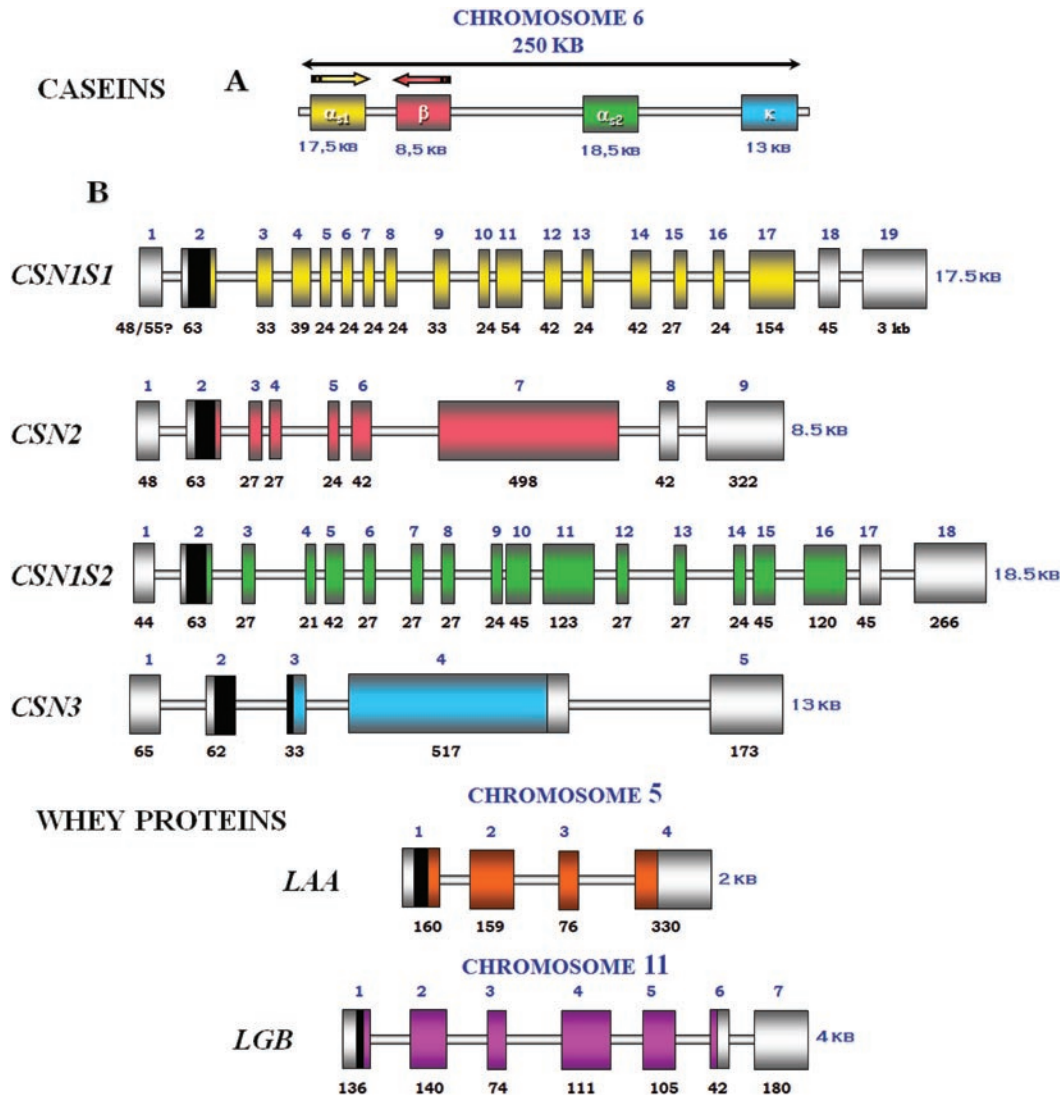 CHROMOSOME 6
250 KB
CASEINS
A
αs1 β αs2 κ
17,5 KB 8,5 KB 18,5 KB 13 KB
B
1 2 3 4 5 6 7 8 9 10 11 12 13 14 15 16 17 18 19
CSN1S1 17.5 KB
48/55? 63 33 39 24 24 24 24 33 24 54 42 24 42 27 24 154 45 3 kb
1 2 3 4 5 6 7 8 9
CSN2 8.5 KB
48 63 27 27 24 42 498 42 322
1 2 3 4 5 6 7 8 9 10 11 12 13 14 15 16 17 18
CSN1S2 18.5 KB
44 63 27 21 42 27 27 27 24 45 123 27 27 24 45 120 45 266
1 2 3 4 5
CSN3 13 KB
65 62 33 517 173
CHROMOSOME 5
WHEY PROTEINS
1 2 3 4
LAA 2 KB
160 159 76 330
CHROMOSOME 11
1 2 3 4 5 6 7
LGB 4 KB
136 140 74 111 105 42 180